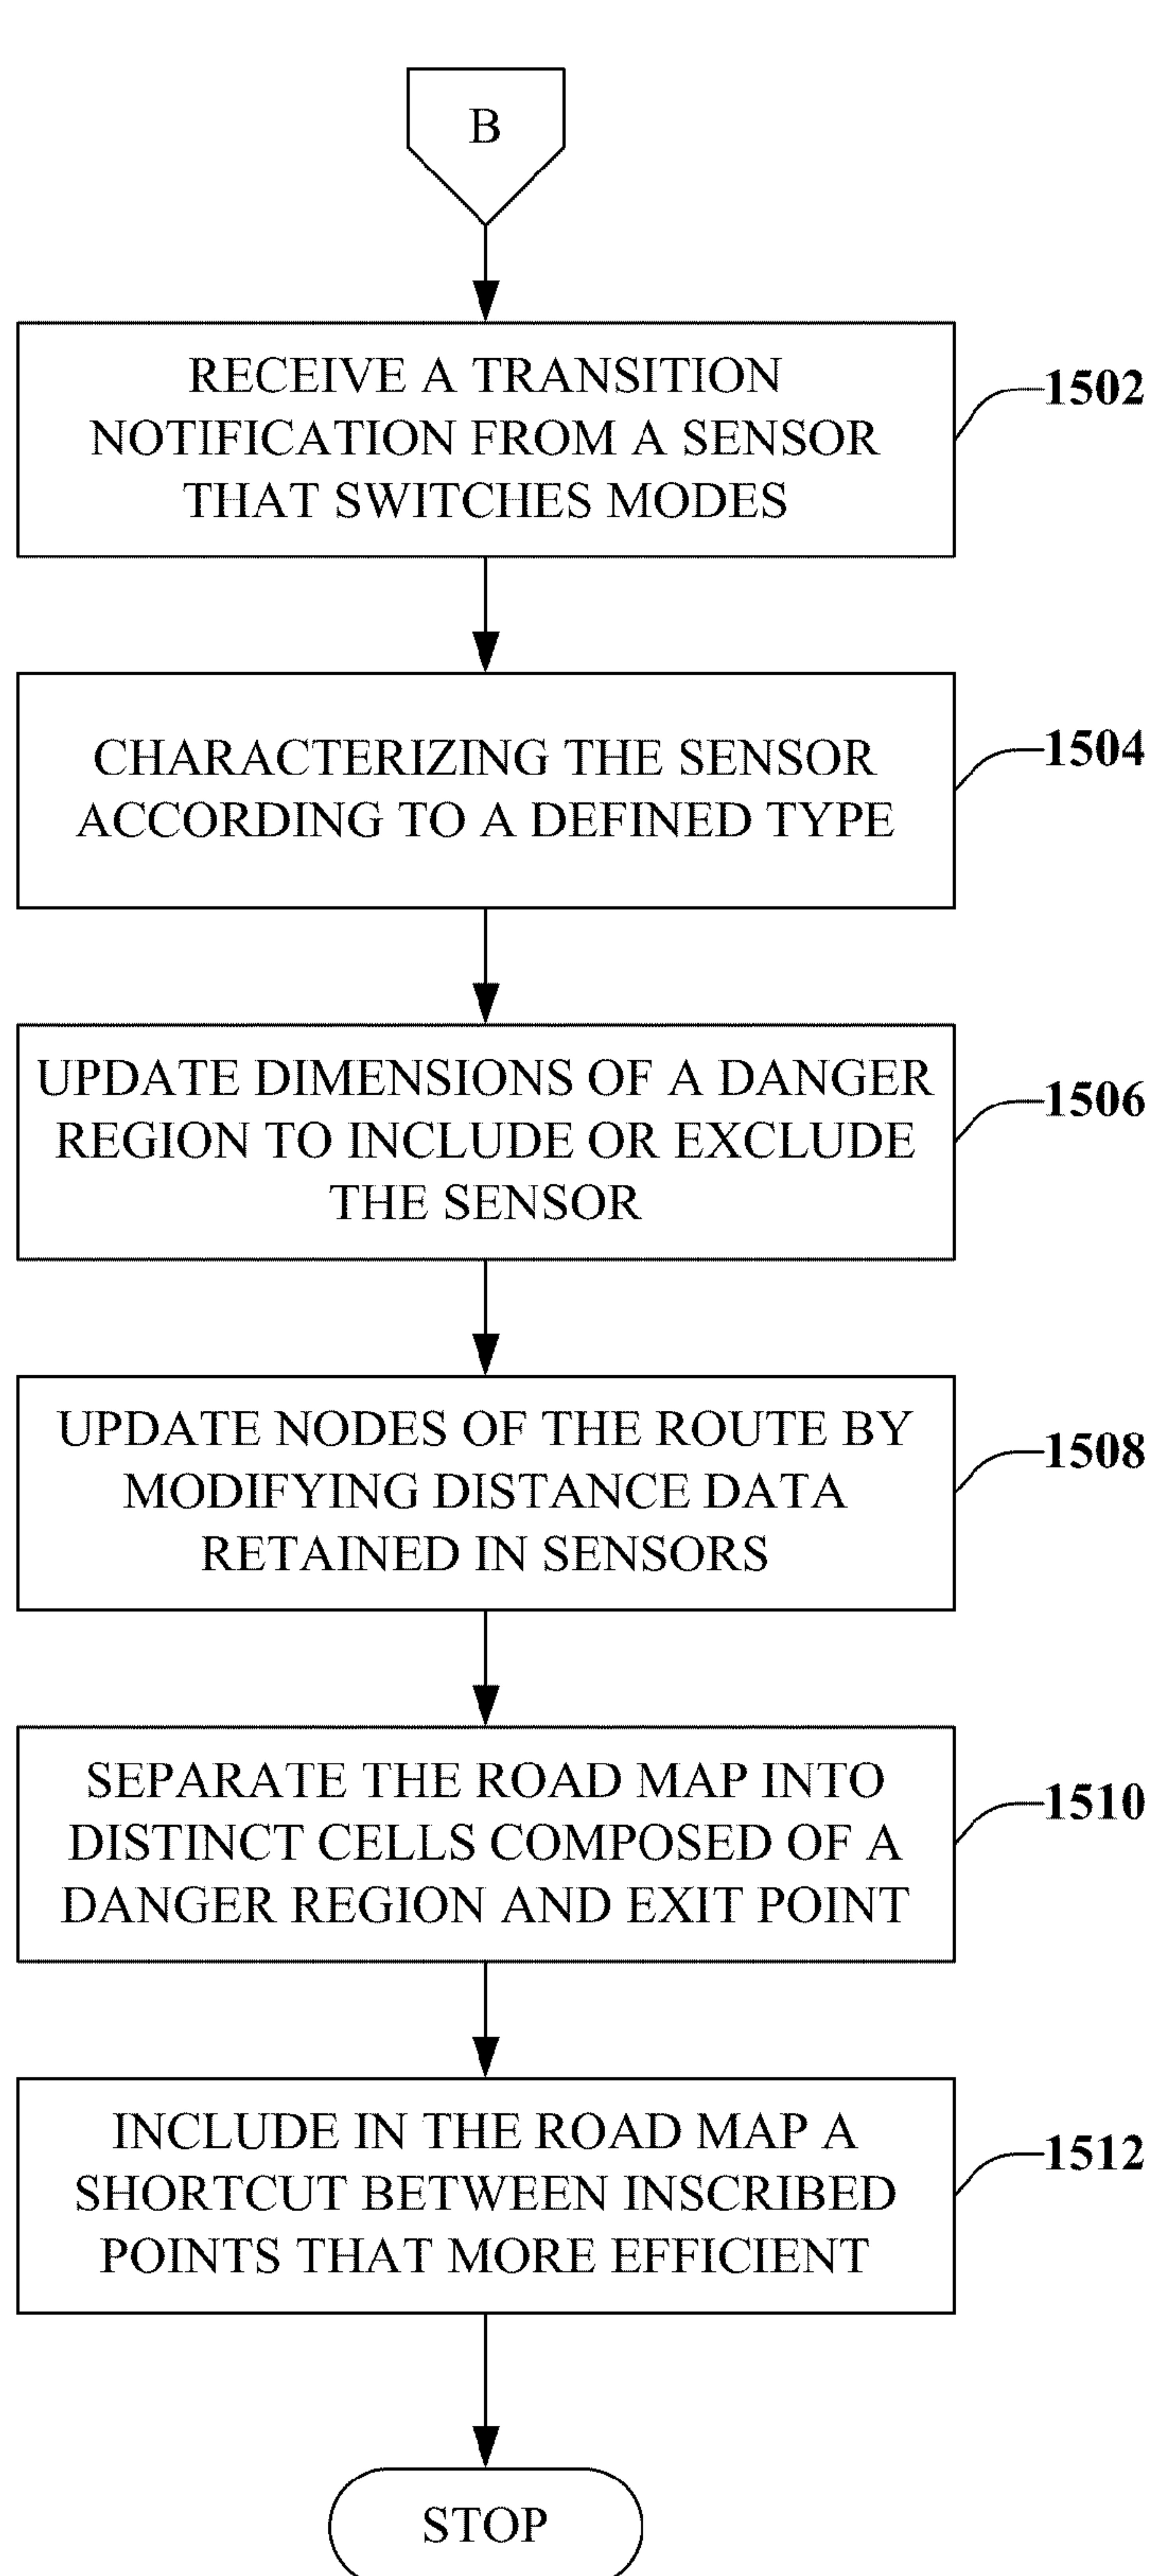 B
RECEIVE A TRANSITION
NOTIFICATION FROM A SENSOR
THAT SWITCHES MODES
1502
CHARACTERIZING THE SENSOR
ACCORDING TO A DEFINED TYPE
1504
UPDATE DIMENSIONS OF A DANGER
REGION TO INCLUDE OR EXCLUDE
THE SENSOR
1506
UPDATE NODES OF THE ROUTE BY
MODIFYING DISTANCE DATA
RETAINED IN SENSORS
1508
SEPARATE THE ROAD MAP INTO
DISTINCT CELLS COMPOSED OF A
DANGER REGION AND EXIT POINT
1510
INCLUDE IN THE ROAD MAP A
SHORTCUT BETWEEN INSCRIBED
POINTS THAT MORE EFFICIENT
1512
STOP